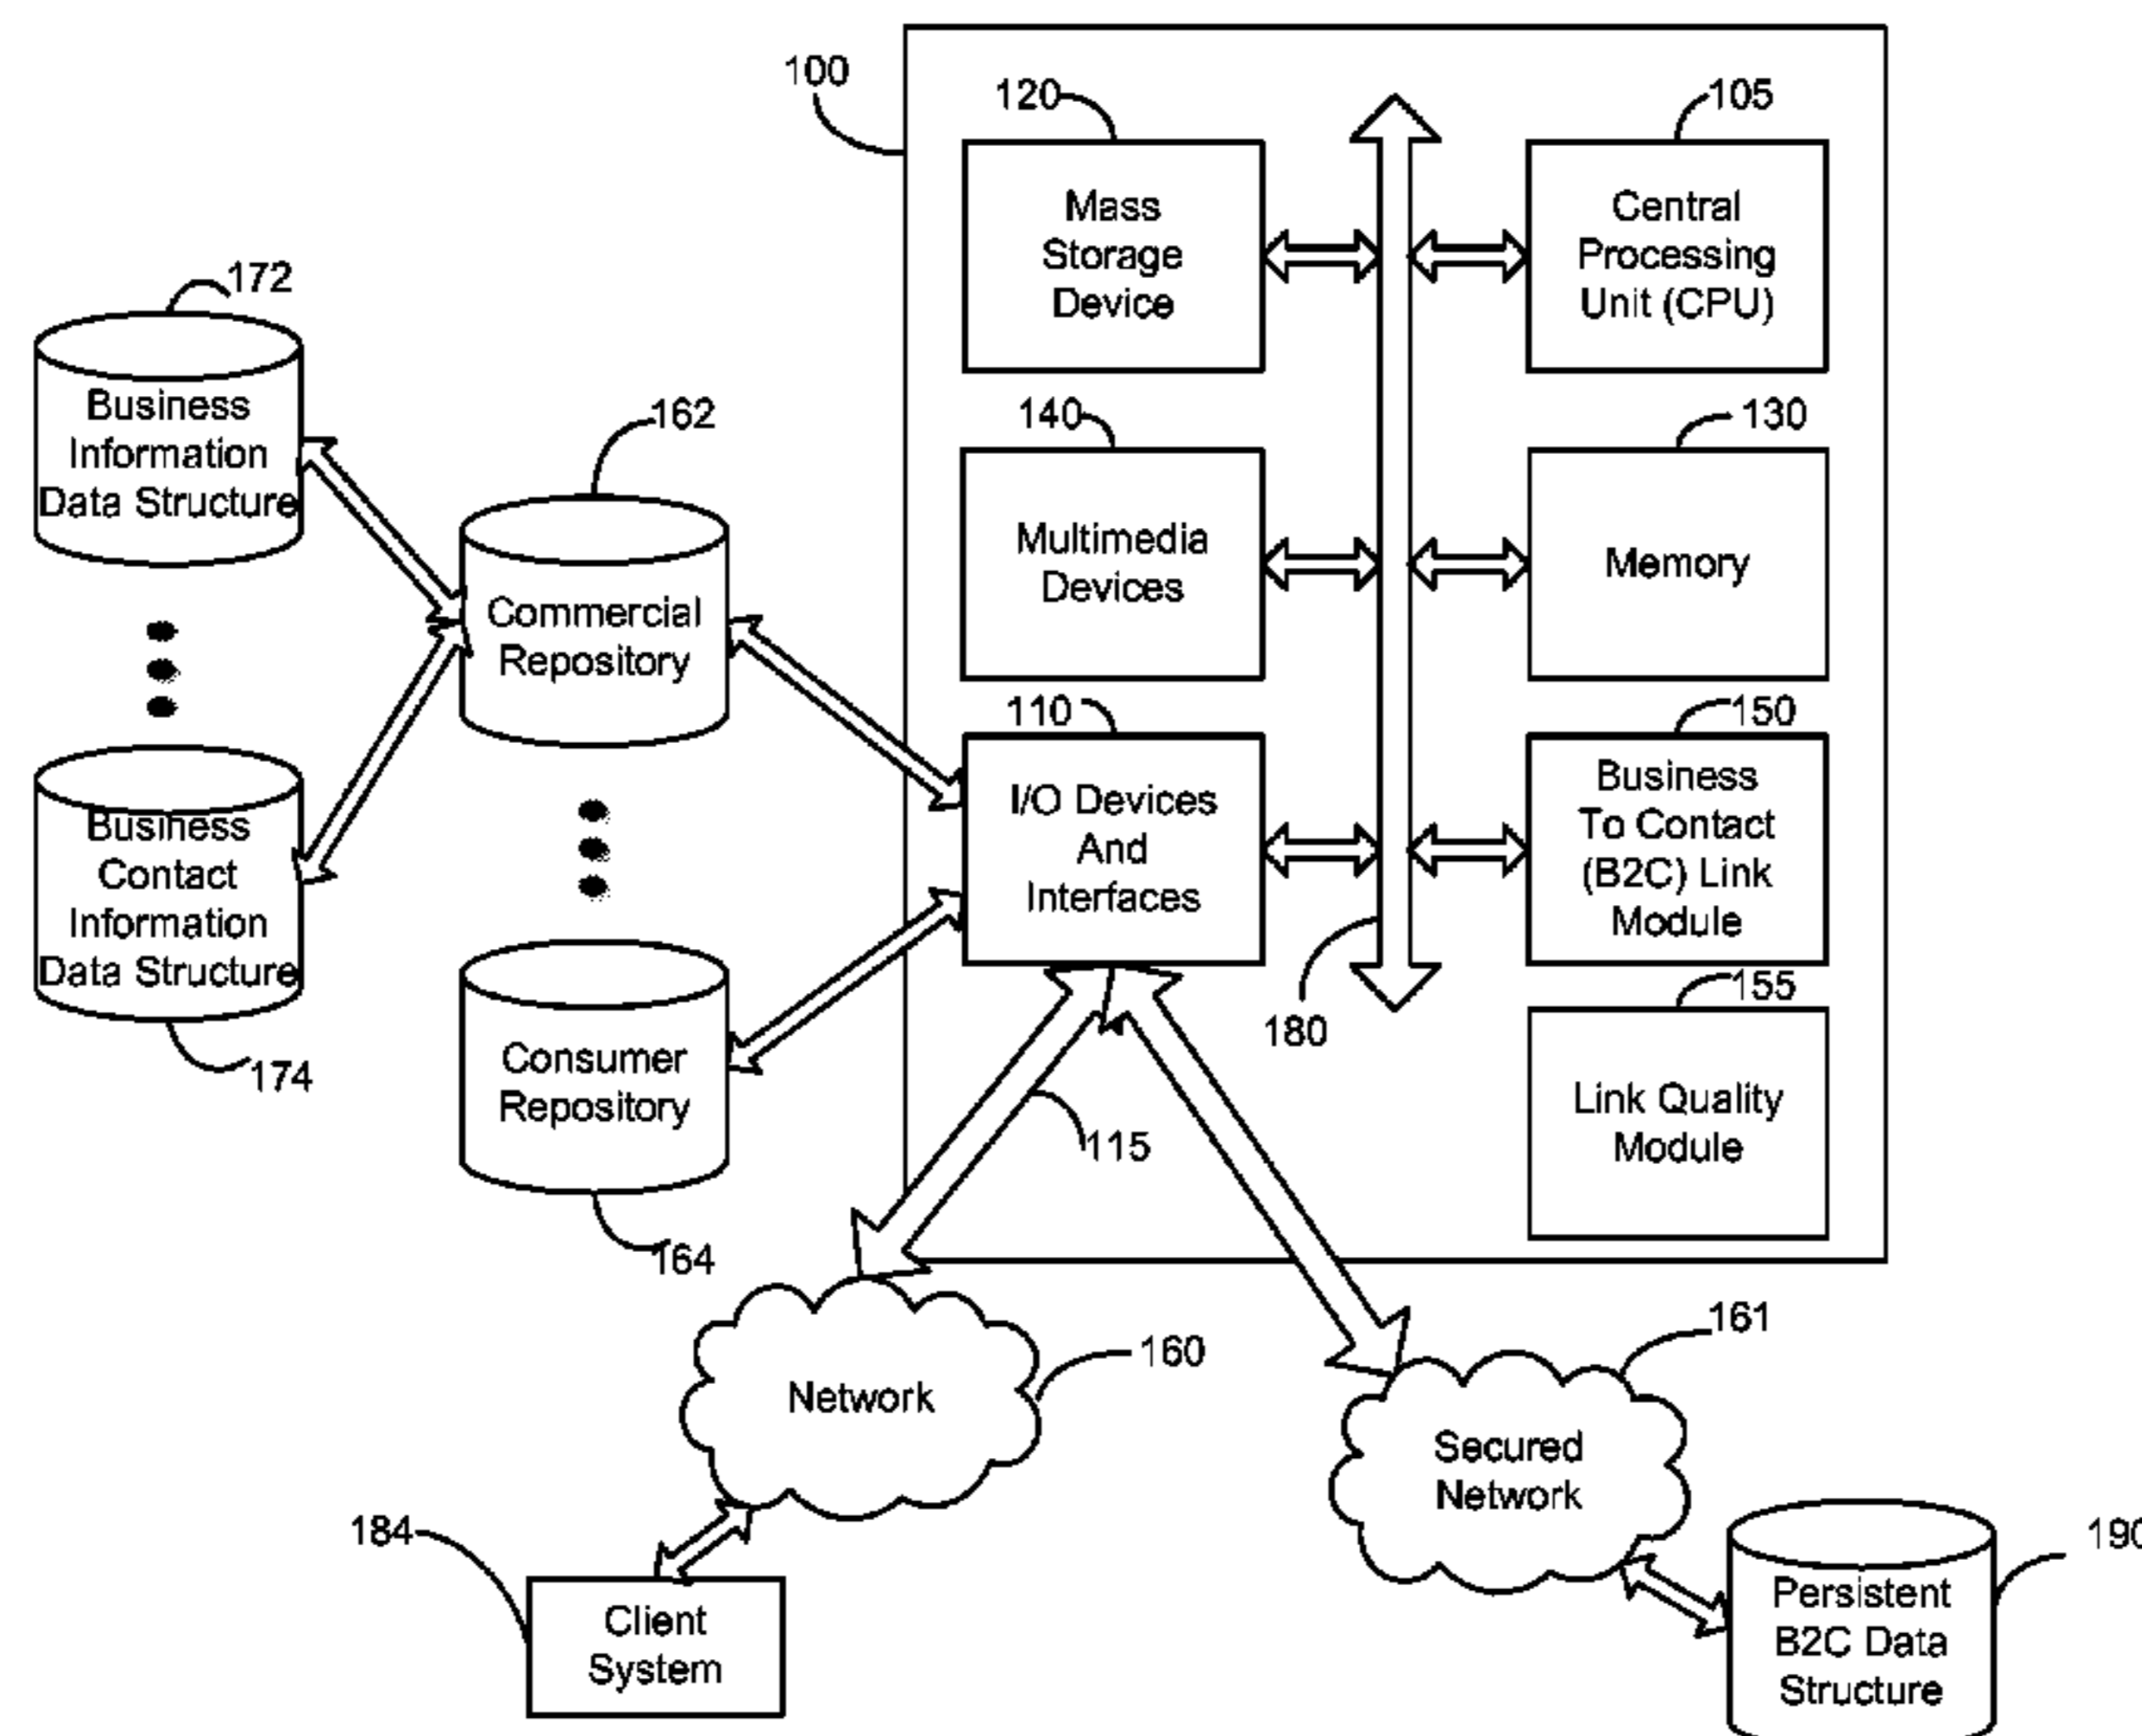 100
120
105
Mass
Storage
Device
Central
Processing
Unit (CPU)
172
Business
Information
Data Structure
162
140
130
Commercial
Repository
Multimedia
Devices
Memory
110
150
Business
Contact
Information
Data Structure
I/O Devices
And
Interfaces
Business
To Contact
(B2C) Link
Module
174
180
155
Consumer
Repository
115
Link Quality
Module
164
160
161
Network
Secured
Network
184
190
Client
System
Persistent
B2C Data
Structure